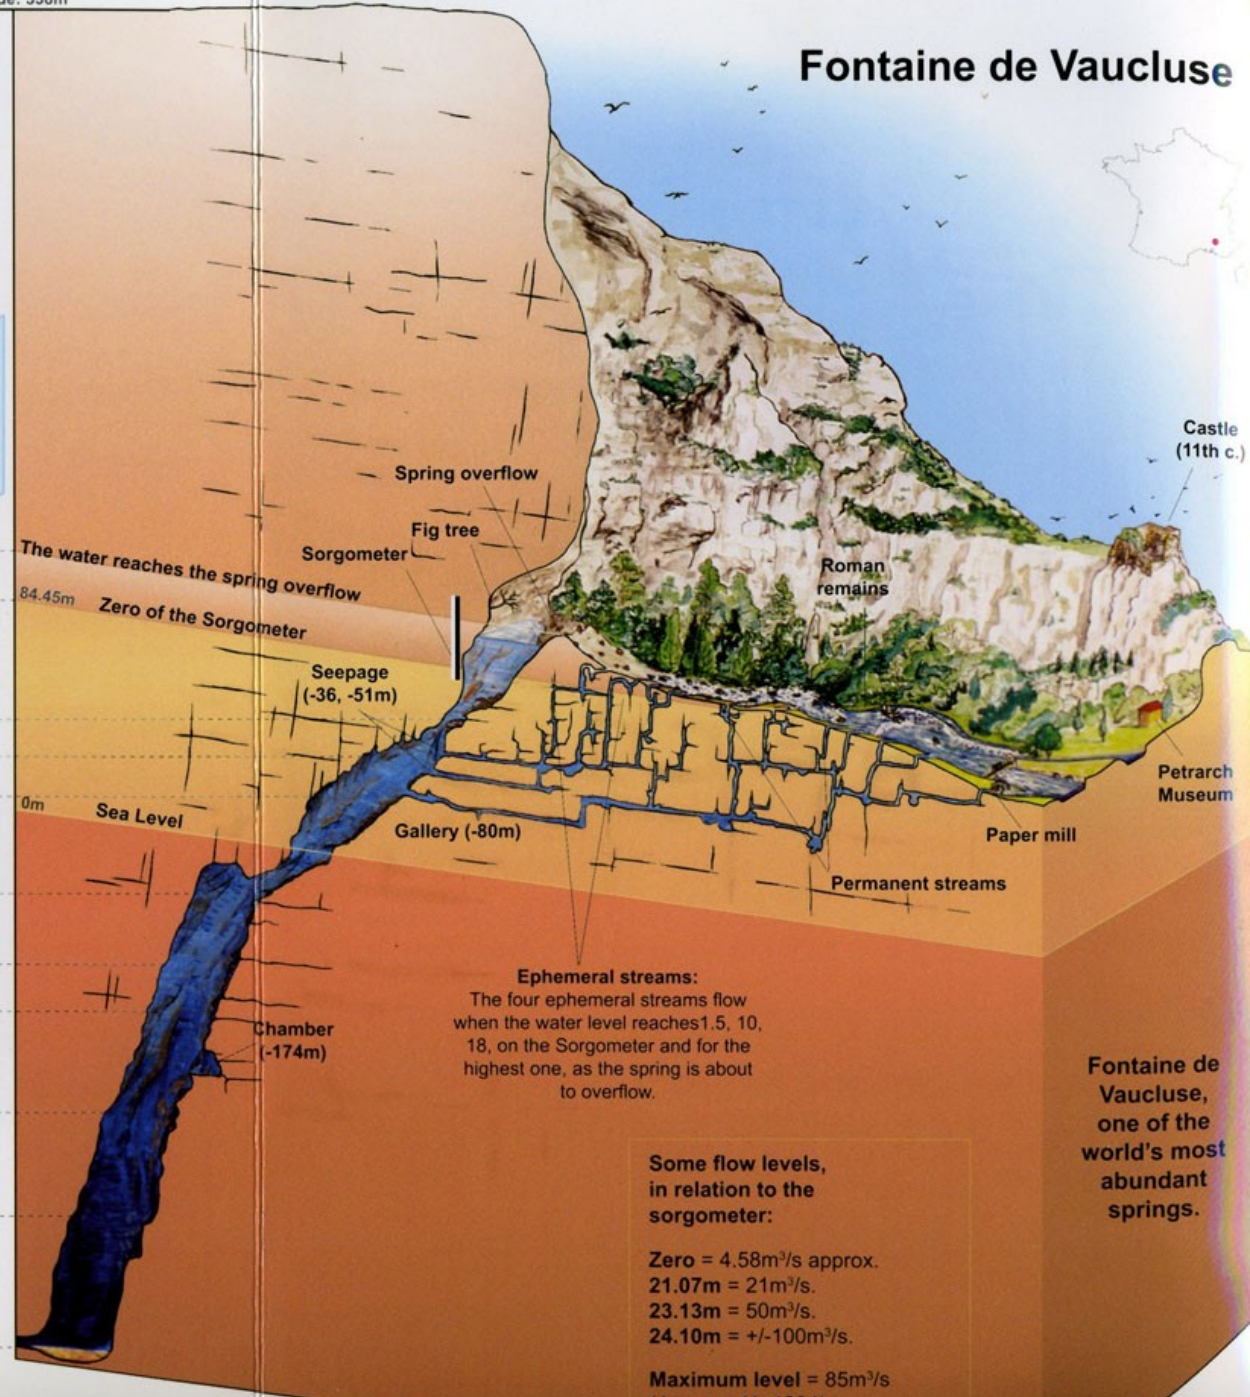 Fontaine de Vaucluse
Castle
(11th c.)
Spring overflow
Fig tree
Sorgometer
The water reaches the spring overflow
84.45m
Zero of the Sorgometer
Roman
remains
Seepage
(-36, -51m)
0m
Sea Level
Gallery (-80m)
Petrarch
Museum
Paper mill
Permanent streams
Chamber
(-174m)
Ephemeral streams:
The four ephemeral streams flow
when the water level reaches1.5, 10,
18, on the Sorgometer and for the
highest one, as the spring is about
to overflow.
Fontaine de
Vaucluse,
one of the
world's most
abundant
springs.
Some flow levels,
in relation to the
sorgometer:
Zero = 4.58m³/s approx.
21.07m = 21m³/s.
23.13m = 50m³/s.
24.10m = +/-100m³/s.
Maximum level = 85m³/s